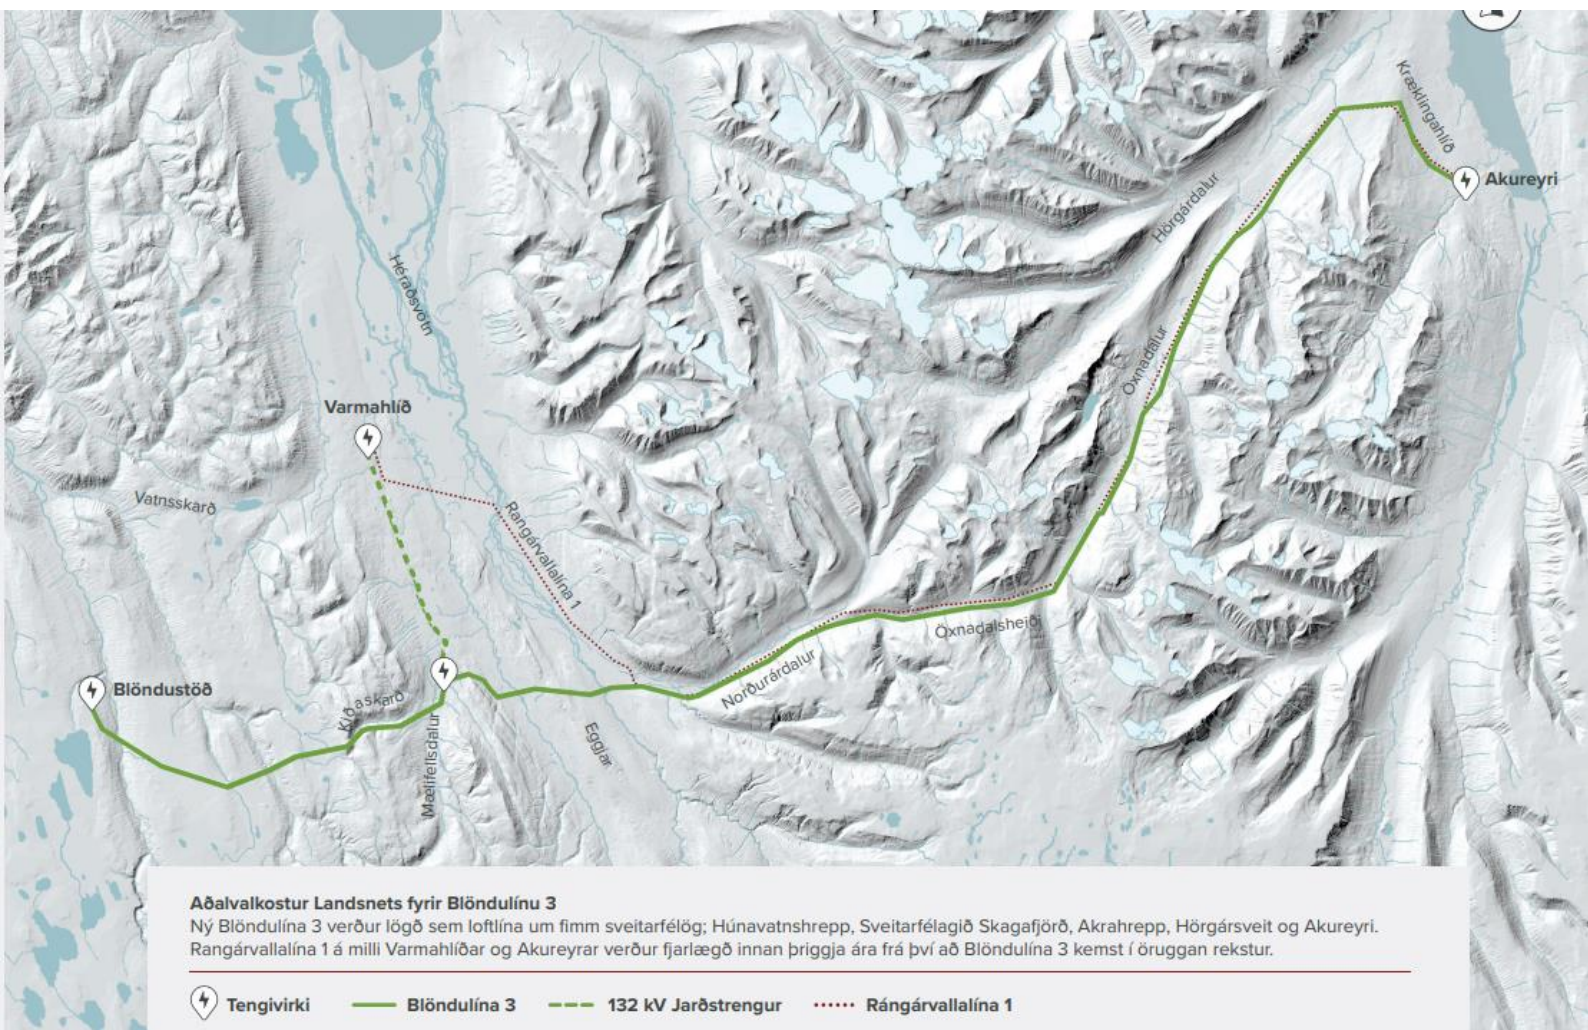 Kræklingahlíð
Akureyri
Hörgárdalur
Héraðsvötn
Öxnadalur
Varmahlíð
Vatnsskarð
Rangárvallalína 1
Öxnadalsheiði
Norðurárdalur
Blöndustöð
Kiðaskarð
Eggjar
Mælifellsdalur
Aðalvalkostur Landsnets fyrir Blöndulínu 3
Ný Blöndulína 3 verður lögð sem loftlína um fimm sveitarfélög; Húnavatnshrepp, Sveitarfélagið Skagafjörð, Akrahrepp, Hörgársveit og Akureyri.
Rangárvallalína 1 á milli Varmahlíðar og Akureyrar verður fjarlægð innan þriggja ára frá því að Blöndulína 3 kemst í öruggan rekstur.
Tengivirki
Blöndulína 3
132 kV Jarðstrengur
Rángárvallalína 1